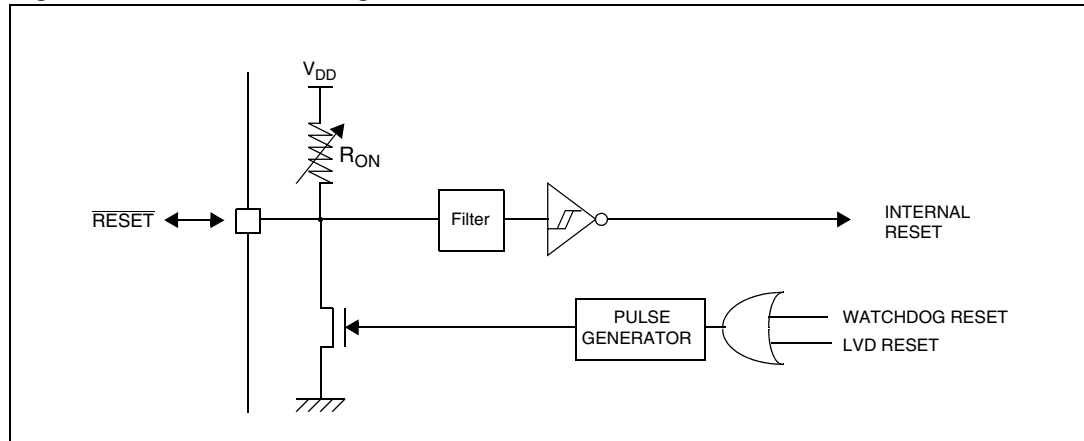 V_DD
R_ON
RESET
Filter
INTERNAL
RESET
PULSE
GENERATOR
WATCHDOG RESET
LVD RESET